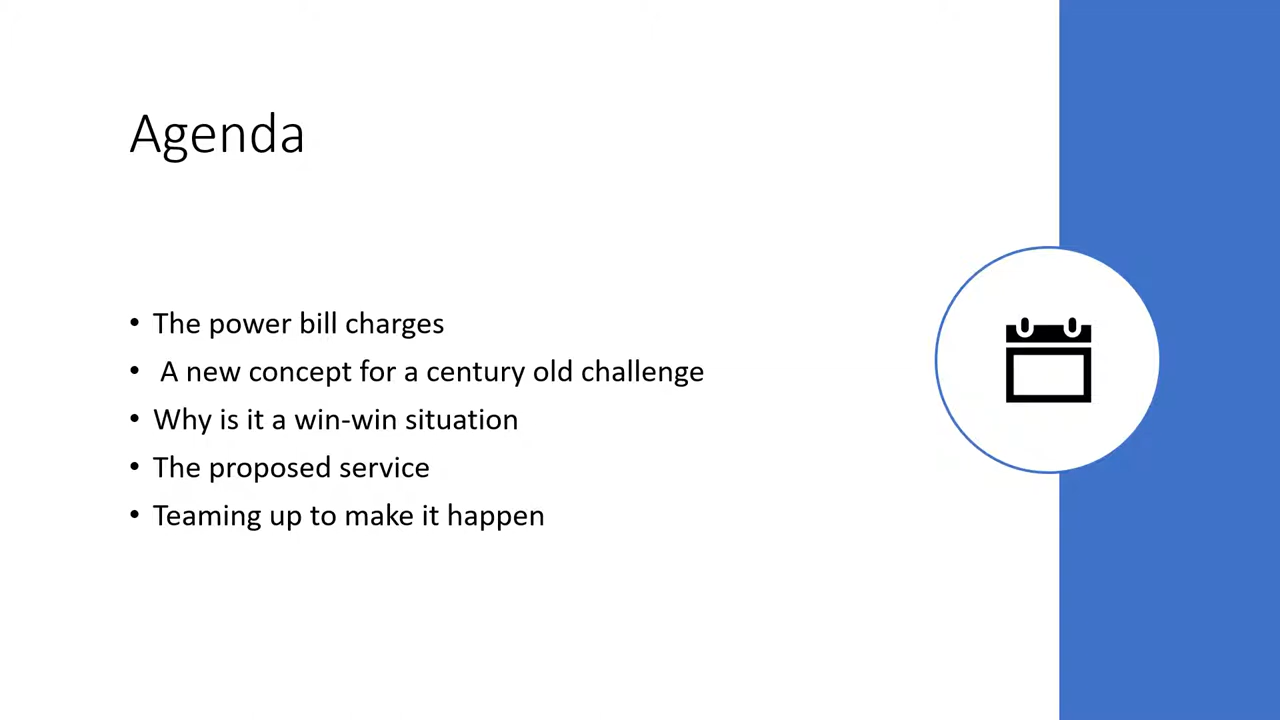 Agenda
• The power bill charges
• A new concept for a century old challenge
• Why is it a win-win situation
• The proposed service
• Teaming up to make it happen